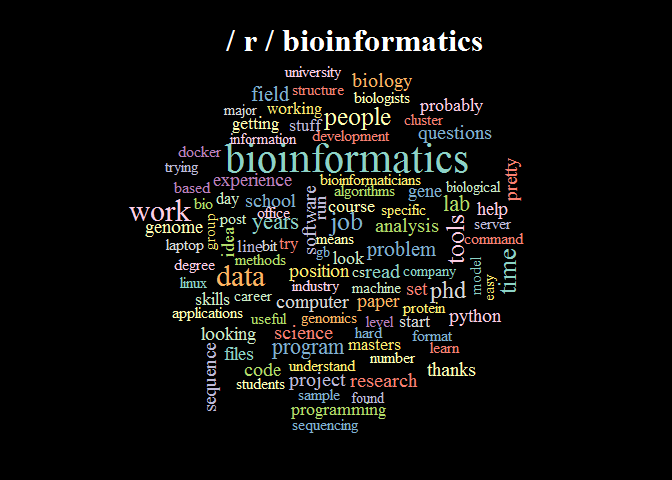 / r / bioinformatics
university
field structure biology
biologists
major working people probably
getting stuff cluster
information development questions
docker bioinformatics
trying
based experience bioinformaticians biological pretty
algorithms gene
bio day school software run course specific lab help
work group post office
genome idea years job analysis tools server
laptop line bit try means command
methods gb look problem
degree position csread company model time
linux data industry machine set phd easy
skills career computer paper protein
applications useful genomics level start python
looking science hard format
sequence files program masters learn
number
code understand thanks
students project research
sample found
programming
sequencing